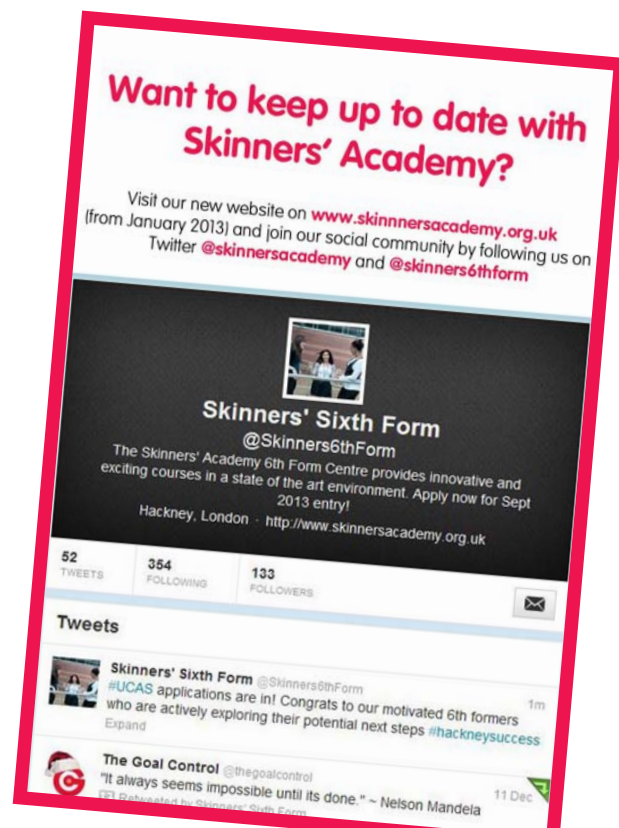 Want to keep up to date with
Skinners' Academy?
Visit our new website on www.skinnnersacademy.org.uk
(from January 2013) and join our social community by following us on
Twitter @skinnersacademy and @skinners6thform
Skinners' Sixth Form
@Skinners6thForm
The Skinners' Academy 6th Form Centre provides innovative and
exciting courses in a state of the art environment. Apply now for Sept
2013 entry!
Hackney, London · http://www.skinnersacademy.org.uk
52
TWEETS
354
FOLLOWING
133
FOLLOWERS
Tweets
Skinners' Sixth Form @Skinners6thForm 1m
#UCAS applications are in! Congrats to our motivated 6th formers
who are actively exploring their potential next steps #hackneysuccess
Expand
The Goal Control @thegoalcontrol 11 Dec
"It always seems impossible until its done." ~ Nelson Mandela
Retweeted by Skinners' Sixth Form